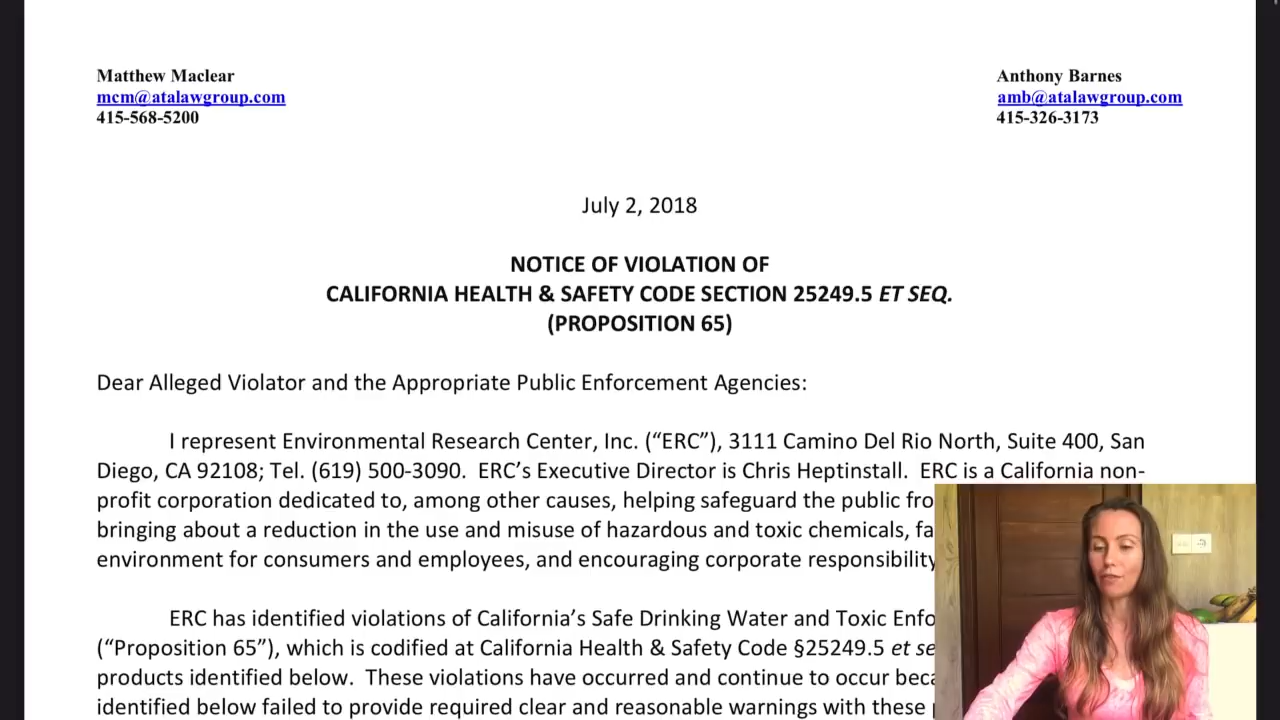 Matthew Maclear
mcm@atalawgroup.com
415-568-5200
Anthony Barnes
amb@atalawgroup.com
415-326-3173
July 2, 2018
NOTICE OF VIOLATION OF
CALIFORNIA HEALTH & SAFETY CODE SECTION 25249.5 ET SEQ.
(PROPOSITION 65)
Dear Alleged Violator and the Appropriate Public Enforcement Agencies:
I represent Environmental Research Center, Inc. (“ERC”), 3111 Camino Del Rio North, Suite 400, San
Diego, CA 92108; Tel. (619) 500-3090. ERC’s Executive Director is Chris Heptinstall. ERC is a California non-
profit corporation dedicated to, among other causes, helping safeguard the public
bringing about a reduction in the use and misuse of hazardous and toxic chemicals,
environment for consumers and employees, and encouraging corporate responsibility
ERC has identified violations of California’s Safe Drinking Water and Toxic
(“Proposition 65”), which is codified at California Health & Safety Code §25249.5 et
products identified below. These violations have occurred and continue to occur
identified below failed to provide required clear and reasonable warnings with these